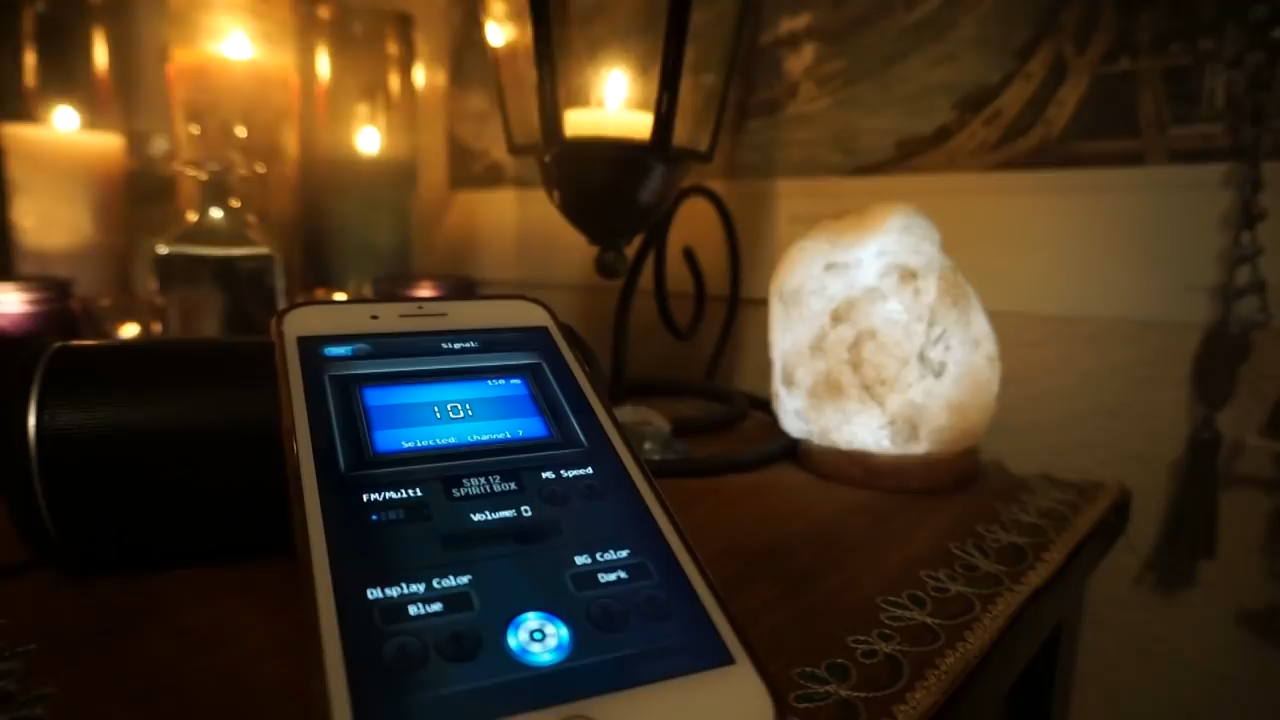 Signal:
150 ms
101
Selected: Channel 7
FM/Multi
SBX 12
SPIRIT BOX
MS Speed
Volume: 0
Display Color
Blue
BG Color
Dark